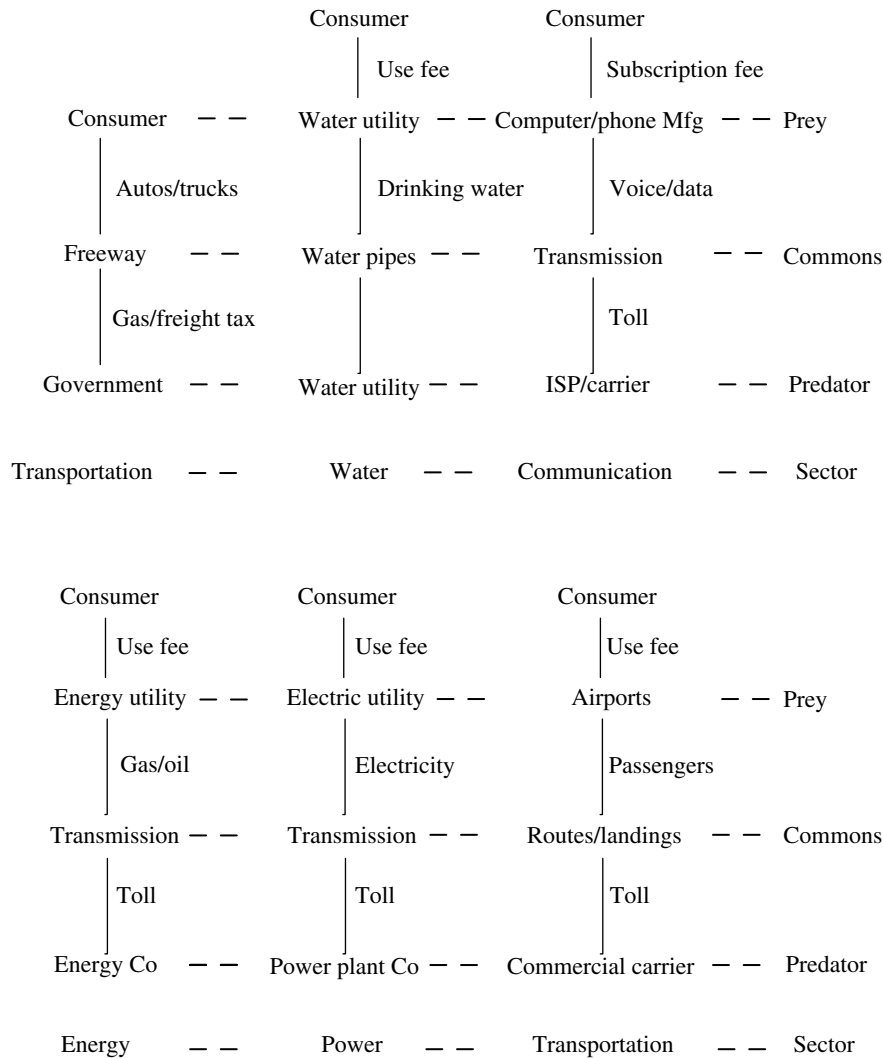 Consumer Consumer
Use fee Subscription fee
Consumer Water utility Computer/phone Mfg Prey
Autos/trucks Drinking water Voice/data
Freeway Water pipes Transmission Commons
Gas/freight tax Toll
Government Water utility ISP/carrier Predator
Transportation Water Communication Sector
Consumer Consumer Consumer
Use fee Use fee Use fee
Energy utility Electric utility Airports Prey
Gas/oil Electricity Passengers
Transmission Transmission Routes/landings Commons
Toll Toll Toll
Energy Co Power plant Co Commercial carrier Predator
Energy Power Transportation Sector